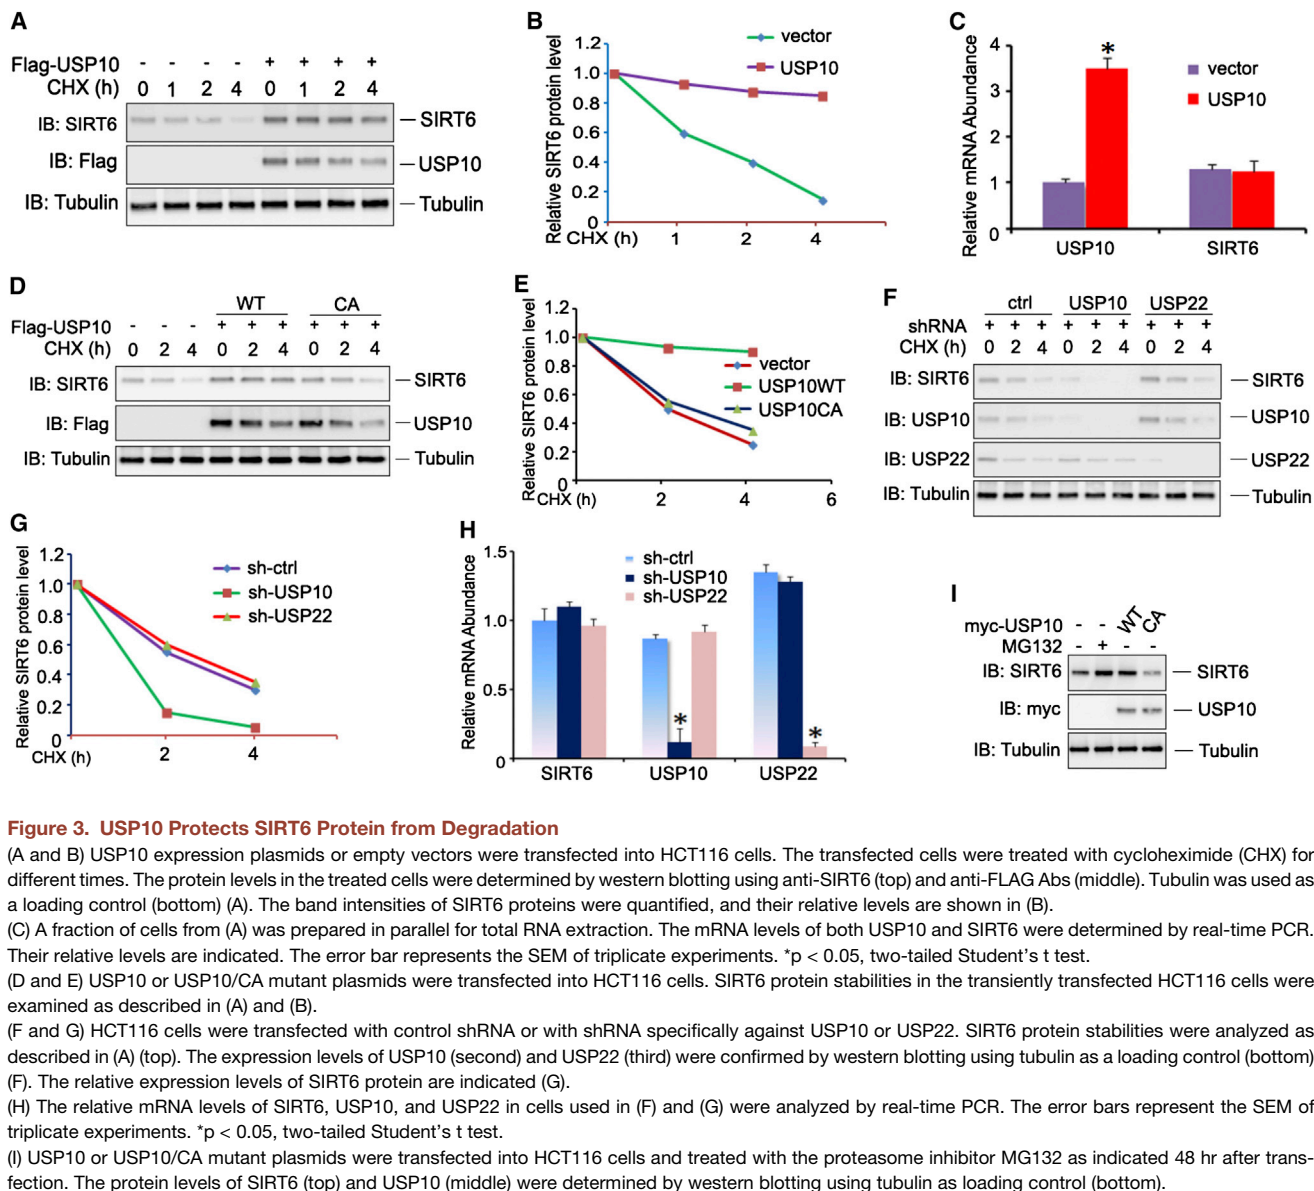 A
Flag-USP10 - - - - + + + +
CHX (h) 0 1 2 4 0 1 2 4
IB: SIRT6 SIRT6
IB: Flag USP10
IB: Tubulin Tubulin
B
Relative SIRT6 protein level
1.2
1.0
0.8
0.6
0.4
0.2
0
CHX (h) 1 2 4
vector
USP10
C
Relative mRNA Abundance
4
3
2
1
0
*
vector
USP10
USP10 SIRT6
D
WT CA
Flag-USP10 - - - + + + + + +
CHX (h) 0 2 4 0 2 4 0 2 4
IB: SIRT6 SIRT6
IB: Flag USP10
IB: Tubulin Tubulin
E
Relative SIRT6 protein level
1.2
1.0
0.8
0.6
0.4
0.2
0
CHX (h) 2 4 6
vector
USP10WT
USP10CA
F
ctrl USP10 USP22
shRNA + + + + + + + + +
CHX (h) 0 2 4 0 2 4 0 2 4
IB: SIRT6 SIRT6
IB: USP10 USP10
IB: USP22 USP22
IB: Tubulin Tubulin
G
Relative SIRT6 protein level
1.2
1.0
0.8
0.6
0.4
0.2
0
CHX (h) 2 4
sh-ctrl
sh-USP10
sh-USP22
H
Relative mRNA Abundance
1.5
1.0
0.5
0
sh-ctrl
sh-USP10
sh-USP22
* *
SIRT6 USP10 USP22
I
myc-USP10 - - WT CA
MG132 - + - -
IB: SIRT6 SIRT6
IB: myc USP10
IB: Tubulin Tubulin
Figure 3. USP10 Protects SIRT6 Protein from Degradation
(A and B) USP10 expression plasmids or empty vectors were transfected into HCT116 cells. The transfected cells were treated with cycloheximide (CHX) for
different times. The protein levels in the treated cells were determined by western blotting using anti-SIRT6 (top) and anti-FLAG Abs (middle). Tubulin was used as
a loading control (bottom) (A). The band intensities of SIRT6 proteins were quantified, and their relative levels are shown in (B).
(C) A fraction of cells from (A) was prepared in parallel for total RNA extraction. The mRNA levels of both USP10 and SIRT6 were determined by real-time PCR.
Their relative levels are indicated. The error bar represents the SEM of triplicate experiments. *p < 0.05, two-tailed Student's t test.
(D and E) USP10 or USP10/CA mutant plasmids were transfected into HCT116 cells. SIRT6 protein stabilities in the transiently transfected HCT116 cells were
examined as described in (A) and (B).
(F and G) HCT116 cells were transfected with control shRNA or with shRNA specifically against USP10 or USP22. SIRT6 protein stabilities were analyzed as
described in (A) (top). The expression levels of USP10 (second) and USP22 (third) were confirmed by western blotting using tubulin as a loading control (bottom)
(F). The relative expression levels of SIRT6 protein are indicated (G).
(H) The relative mRNA levels of SIRT6, USP10, and USP22 in cells used in (F) and (G) were analyzed by real-time PCR. The error bars represent the SEM of
triplicate experiments. *p < 0.05, two-tailed Student's t test.
(I) USP10 or USP10/CA mutant plasmids were transfected into HCT116 cells and treated with the proteasome inhibitor MG132 as indicated 48 hr after trans-
fection. The protein levels of SIRT6 (top) and USP10 (middle) were determined by western blotting using tubulin as loading control (bottom).